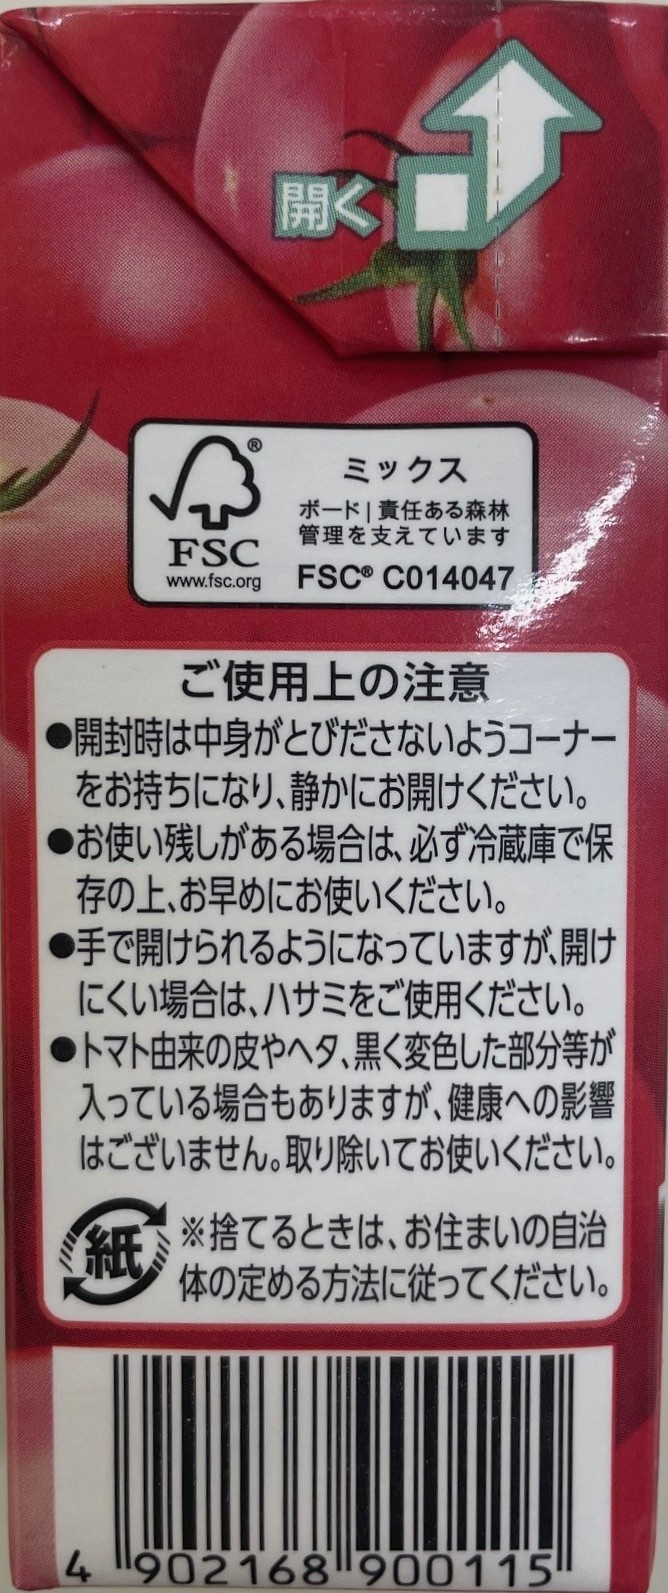 開く
ミックス
ボード|責任ある森林
管理を支えています
FSC® C014047
®
FSC
www.fsc.org
ご使用上の注意
●開封時は中身がとびださないようコーナー
をお持ちになり、静かにお開けください。
●お使い残しがある場合は、必ず冷蔵庫で保
存の上、お早めにお使いください。
●手で開けられるようになっていますが、開け
にくい場合は、ハサミをご使用ください。
●トマト由来の皮やヘタ、黒く変色した部分等が
入っている場合もありますが、健康への影響
はございません。取り除いてお使いください。
紙
※捨てるときは、お住まいの自治
体の定める方法に従ってください。
4 902168 900115